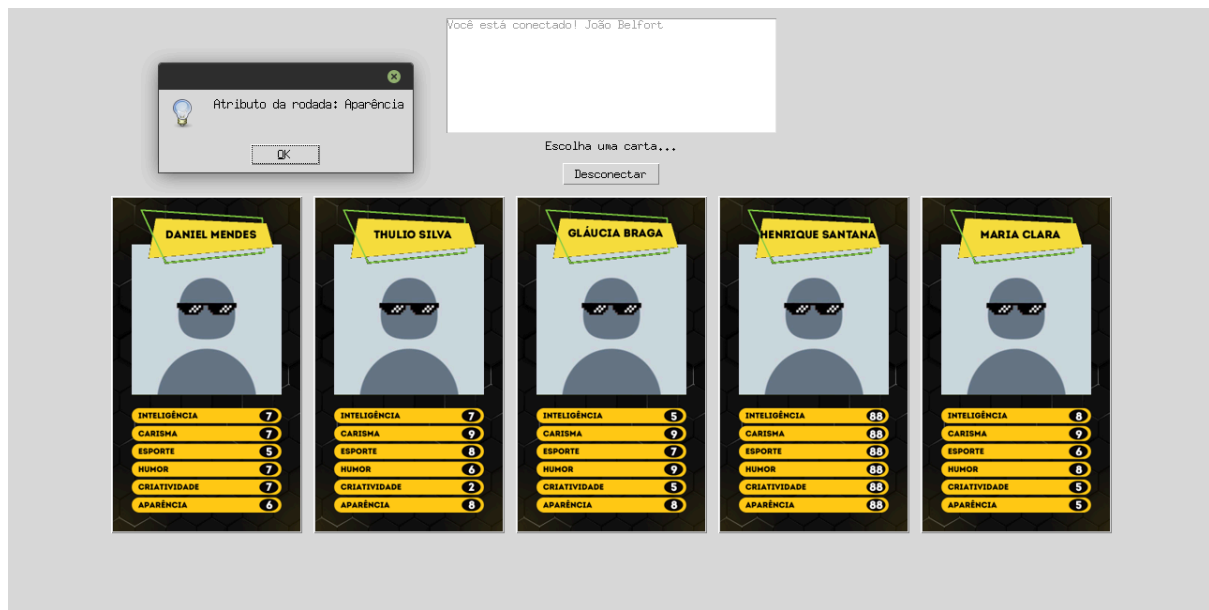 Você está conectado! João Belfort
Atributo da rodada: Aparência
OK
Escolha uma carta...
Desconectar
DANIEL MENDES
INTELIGÊNCIA 7
CARISMA 7
ESPORTE 5
HUMOR 7
CRIATIVIDADE 7
APARÊNCIA 6
THULIO SILVA
INTELIGÊNCIA 7
CARISMA 9
ESPORTE 8
HUMOR 6
CRIATIVIDADE 2
APARÊNCIA 8
GLÁUCIA BRAGA
INTELIGÊNCIA 5
CARISMA 9
ESPORTE 7
HUMOR 9
CRIATIVIDADE 5
APARÊNCIA 8
HENRIQUE SANTANA
INTELIGÊNCIA 88
CARISMA 88
ESPORTE 88
HUMOR 88
CRIATIVIDADE 88
APARÊNCIA 88
MARIA CLARA
INTELIGÊNCIA 8
CARISMA 9
ESPORTE 6
HUMOR 8
CRIATIVIDADE 5
APARÊNCIA 5